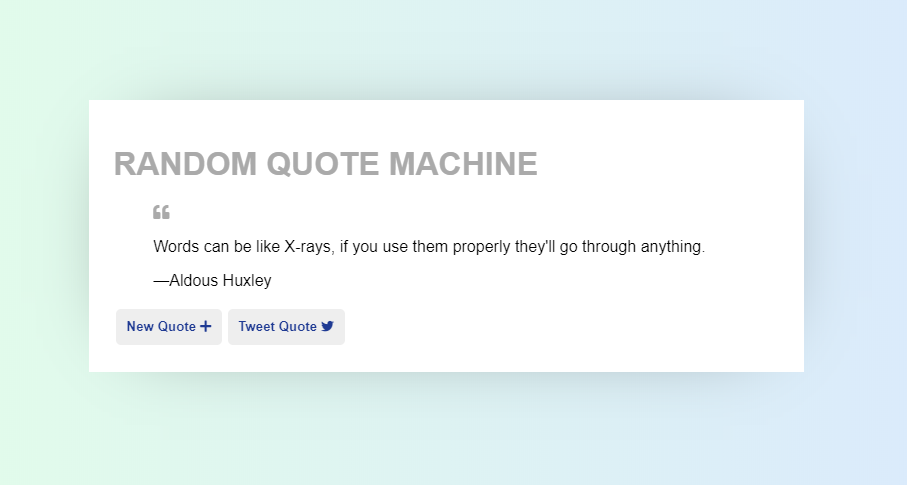 RANDOM QUOTE MACHINE
“
Words can be like X-rays, if you use them properly they'll go through anything.
—Aldous Huxley
New Quote +
Tweet Quote